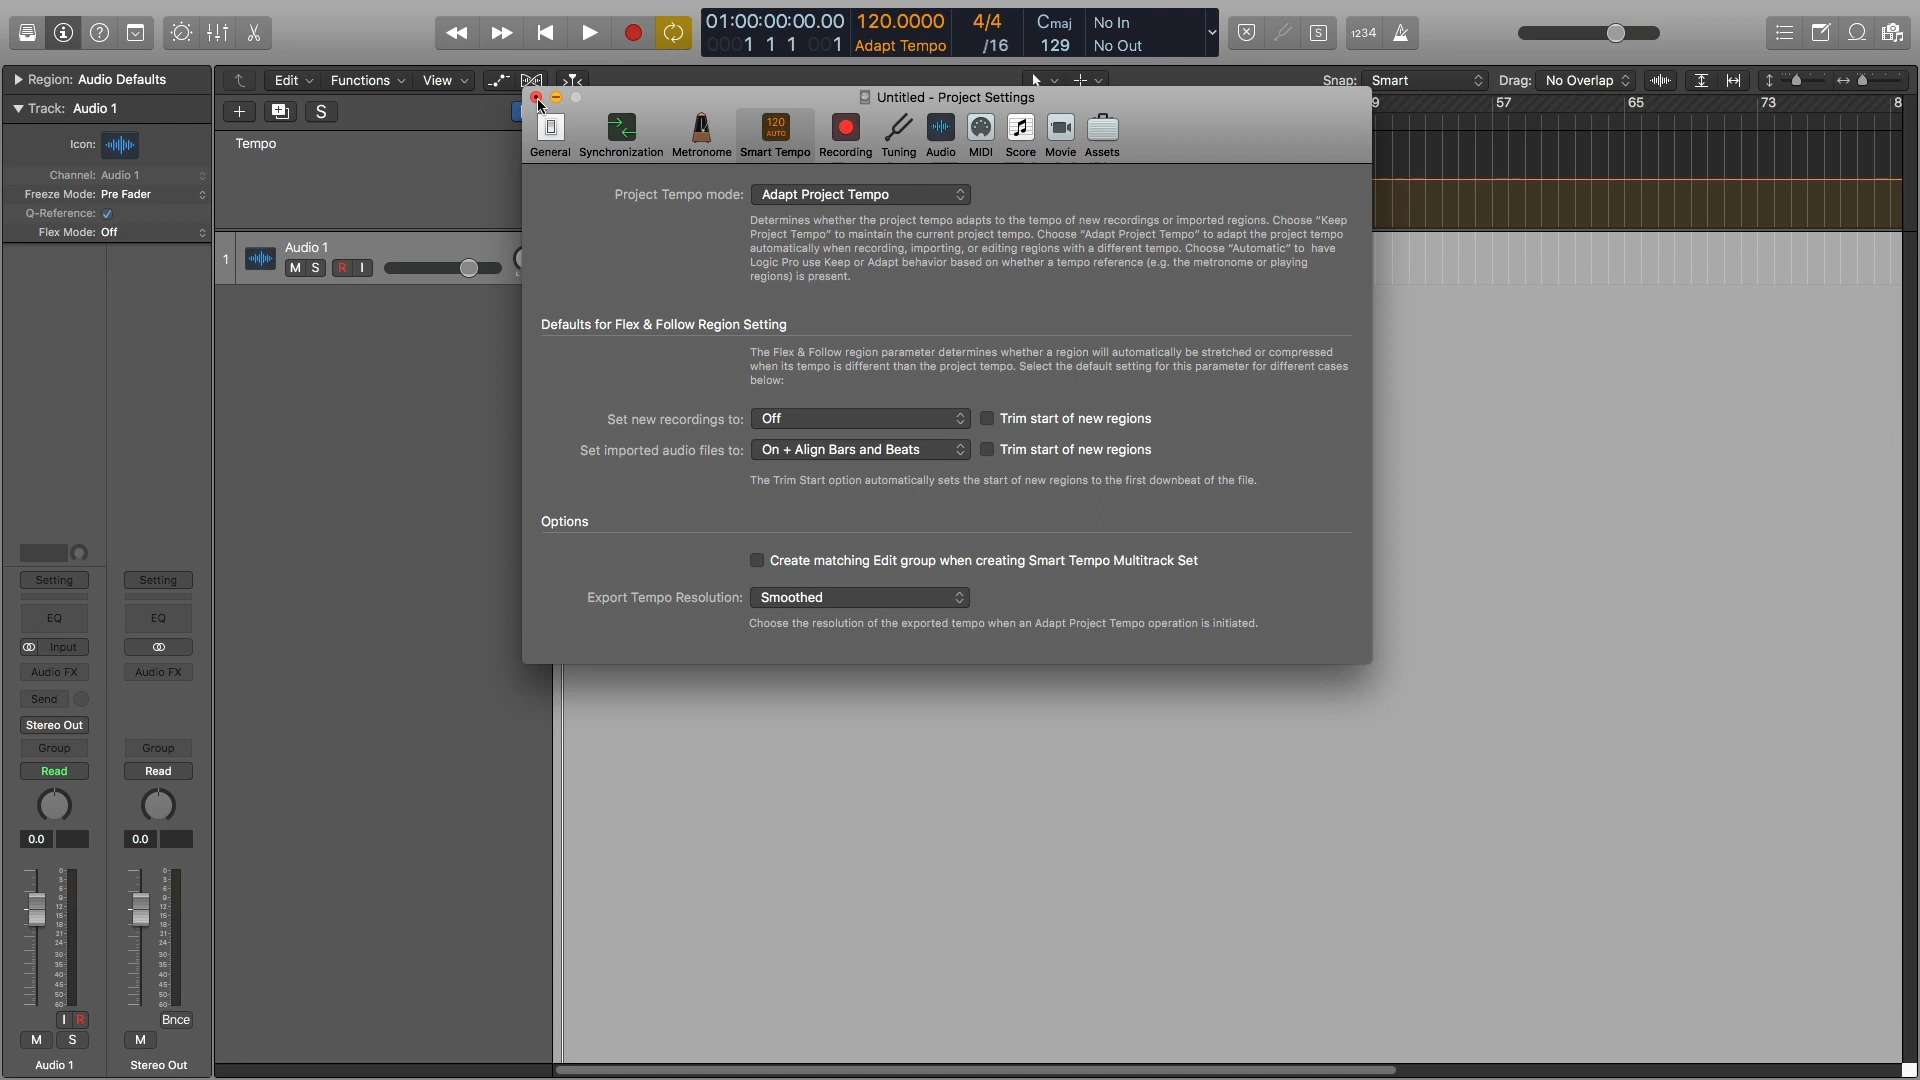 01:00:00:00.00
0001 1 1 001
120.0000
Adapt Tempo
4/4
/16
Cmaj
129
No In
No Out
S
1234
Region: Audio Defaults
Track: Audio 1
Icon:
Channel: Audio 1
Freeze Mode: Pre Fader
Q-Reference:
Flex Mode: Off
Edit
Functions
View
Snap: Smart
Drag: No Overlap
S
57
65
73
8
9
Tempo
1
Audio 1
M S R I
Untitled - Project Settings
General
Synchronization
Metronome
120
AUTO
Smart Tempo
Recording
Tuning
Audio
MIDI
Score
Movie
Assets
Project Tempo mode: Adapt Project Tempo
Determines whether the project tempo adapts to the tempo of new recordings or imported regions. Choose "Keep
Project Tempo" to maintain the current project tempo. Choose "Adapt Project Tempo" to adapt the project tempo
automatically when recording, importing, or editing regions with a different tempo. Choose "Automatic" to have
Logic Pro use Keep or Adapt behavior based on whether a tempo reference (e.g. the metronome or playing
regions) is present.
Defaults for Flex & Follow Region Setting
The Flex & Follow region parameter determines whether a region will automatically be stretched or compressed
when its tempo is different than the project tempo. Select the default setting for this parameter for different cases
below:
Set new recordings to: Off
Trim start of new regions
Set imported audio files to: On + Align Bars and Beats
Trim start of new regions
The Trim Start option automatically sets the start of new regions to the first downbeat of the file.
Options
Create matching Edit group when creating Smart Tempo Multitrack Set
Export Tempo Resolution: Smoothed
Choose the resolution of the exported tempo when an Adapt Project Tempo operation is initiated.
Setting
EQ
Input
Audio FX
Send
Stereo Out
Group
Read
0.0
I R
M S
Audio 1
Setting
EQ
Audio FX
Group
Read
0.0
Bnce
M
Stereo Out